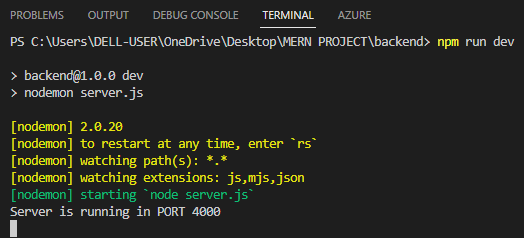 PROBLEMS OUTPUT DEBUG CONSOLE TERMINAL AZURE
PS C:\Users\DELL-USER\OneDrive\Desktop\MERN PROJECT\backend> npm run dev
> backend@1.0.0 dev
> nodemon server.js
[nodemon] 2.0.20
[nodemon] to restart at any time, enter `rs`
[nodemon] watching path(s): *.*
[nodemon] watching extensions: js,mjs,json
[nodemon] starting `node server.js`
Server is running in PORT 4000